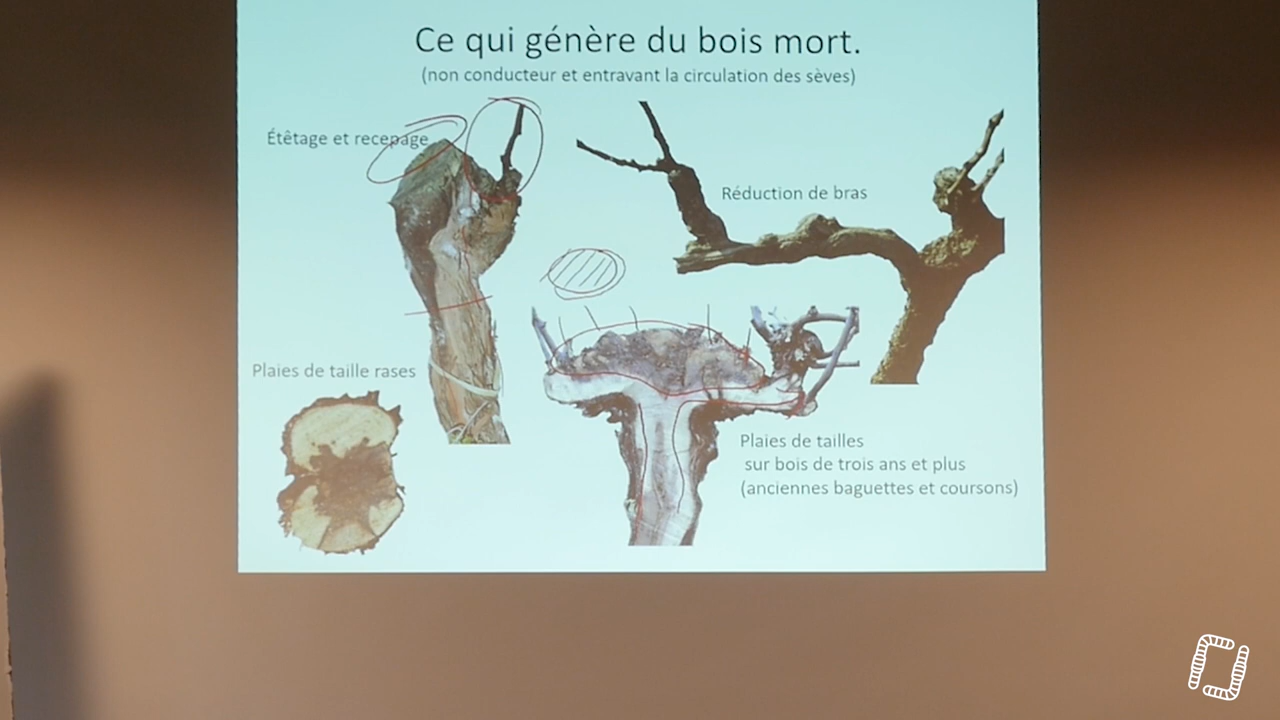 Ce qui génère du bois mort.
(non conducteur et entravant la circulation des sèves)
Étêtage et recepage
Réduction de bras
Plaies de taille rases
Plaies de tailles
sur bois de trois ans et plus
(anciennes baguettes et coursons)